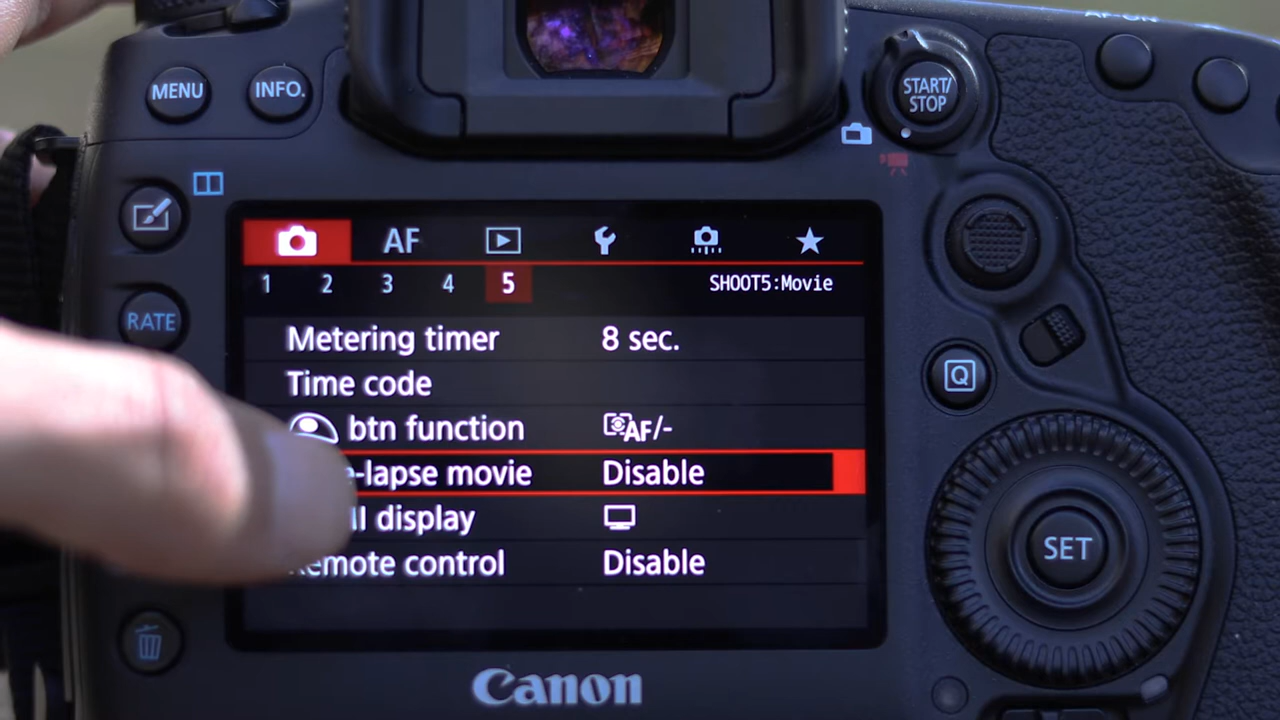 MENU INFO.
START/
STOP
RATE
AF
1 2 3 4 5 SHOOT5:Movie
Metering timer 8 sec.
Time code
btn function AF/-
-lapse movie Disable
display
Remote control Disable
Q
SET
Canon